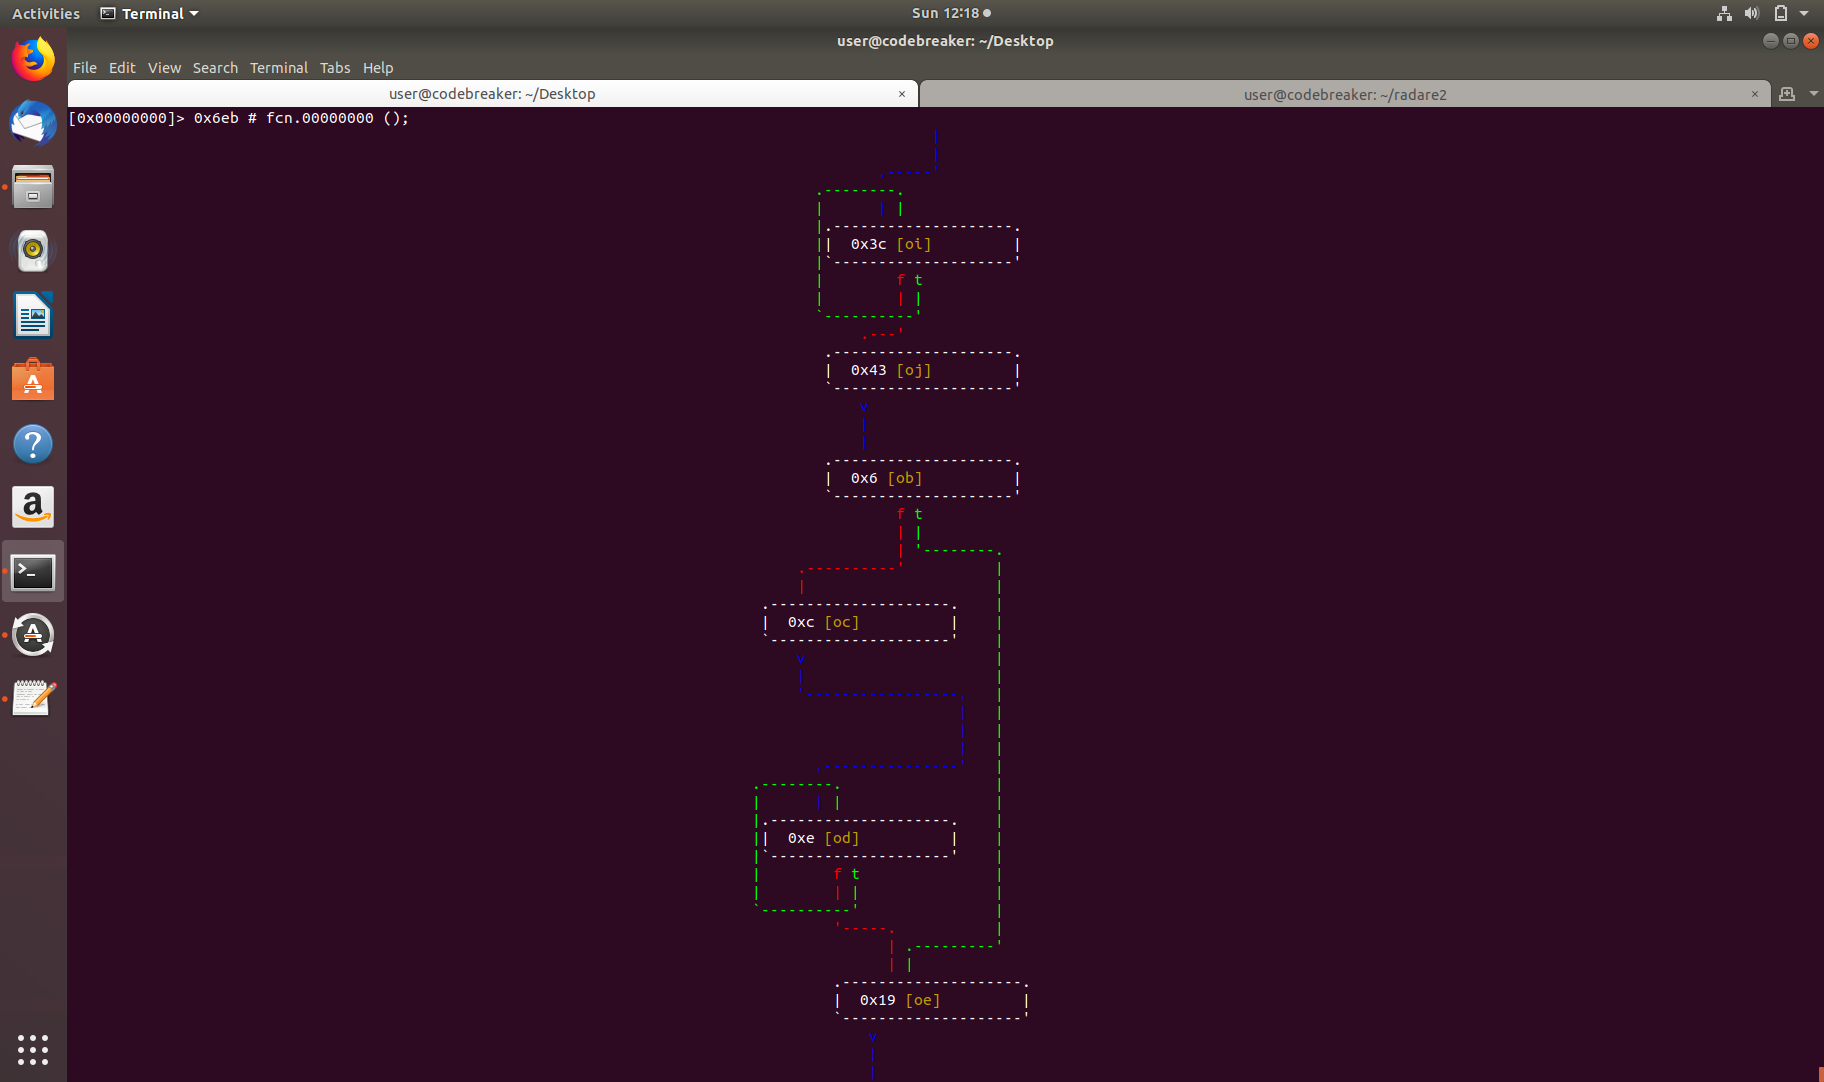 Activities Terminal Sun 12:18
user@codebreaker: ~/Desktop
File Edit View Search Terminal Tabs Help
user@codebreaker: ~/Desktop × user@codebreaker: ~/radare2 ×
[0x00000000]> 0x6eb # fcn.00000000 ();
0x3c [oi]
f t
0x43 [oj]
v
0x6 [ob]
f t
0xc [oc]
v
0xe [od]
f t
0x19 [oe]
v